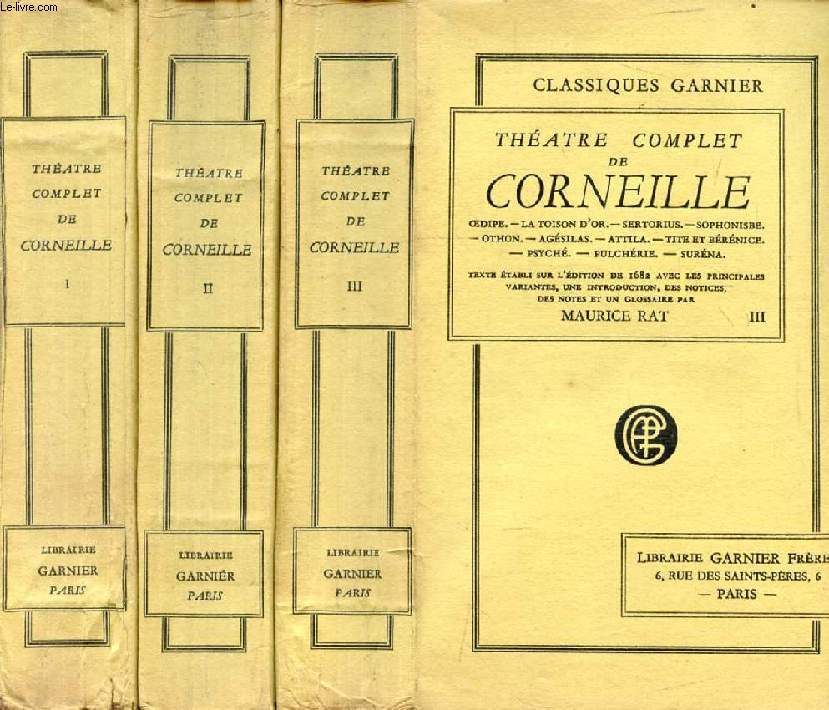 Le-livre.com
THÉATRE
COMPLET
DE
CORNEILLE
I
LIBRAIRIE
GARNIER
PARIS
THÉATRE
COMPLET
DE
CORNEILLE
II
LIBRAIRIE
GARNIER
PARIS
THÉATRE
COMPLET
DE
CORNEILLE
III
LIBRAIRIE
GARNIER
PARIS
CLASSIQUES GARNIER
THÉATRE COMPLET
DE
CORNEILLE
ŒDIPE. — LA TOISON D'OR. — SERTORIUS. — SOPHONISBE.
— OTHON. — AGÉSILAS. — ATTILA. — TITE ET BÉRÉNICE.
— PSYCHÉ. — PULCHÉRIE. — SURÉNA.
TEXTE ÉTABLI SUR L'ÉDITION DE 1682 AVEC LES PRINCIPALES
VARIANTES, UNE INTRODUCTION, DES NOTICES,
DES NOTES ET UN GLOSSAIRE PAR
MAURICE RAT III
LIBRAIRIE GARNIER FRÈRE
6, RUE DES SAINTS-PÈRES, 6
— PARIS —